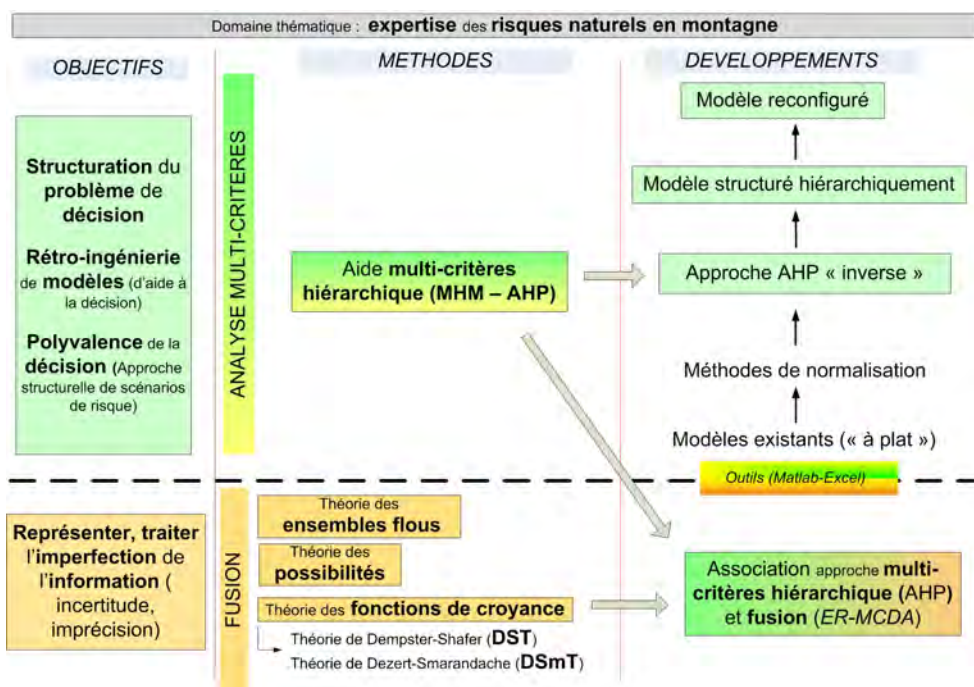 Domaine thématique : expertise des risques naturels en montagne
OBJECTIFS
METHODES
DEVELOPPEMENTS
Structuration du
problème de
décision
Rétro-ingénierie
de modèles (d'aide à
la décision)
Polyvalence de la
décision (Approche
structurelle de scénarios
de risque)
ANALYSE MULTI-CRITERES
Aide multi-critères
hiérarchique (MHM – AHP)
Modèle reconfiguré
Modèle structuré hiérarchiquement
Approche AHP « inverse »
Méthodes de normalisation
Modèles existants (« à plat »)
Outils (Matlab-Excel)
Représenter, traiter
l'imperfection de
l'information (
incertitude,
imprécision)
FUSION
Théorie des
ensembles flous
Théorie des
possibilités
Théorie des fonctions de croyance
Théorie de Dempster-Shafer (DST)
Théorie de Dezert-Smarandache (DSmT)
Association approche multi-
critères hiérarchique (AHP)
et fusion (ER-MCDA)